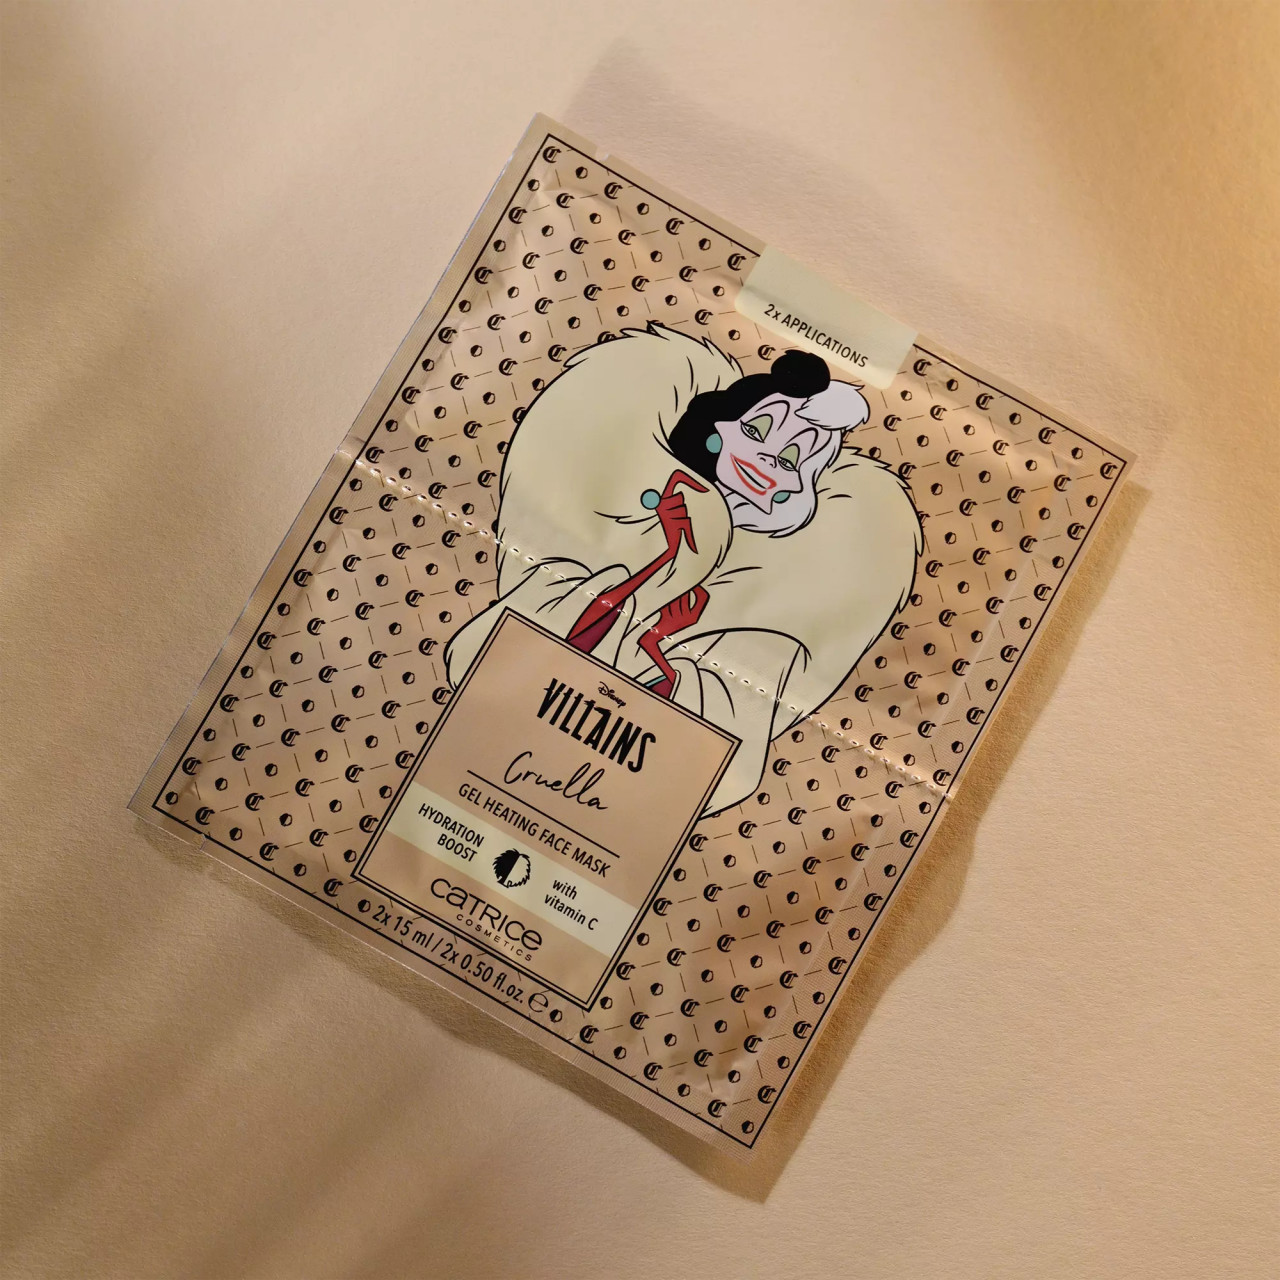 2x APPLICATIONS
Disney
VILLAINS
Cruella
GEL HEATING FACE MASK
HYDRATION
BOOST
with
vitamin C
CATRICE
COSMETICS
2x 15 ml / 2x 0.50 fl.oz. ℮